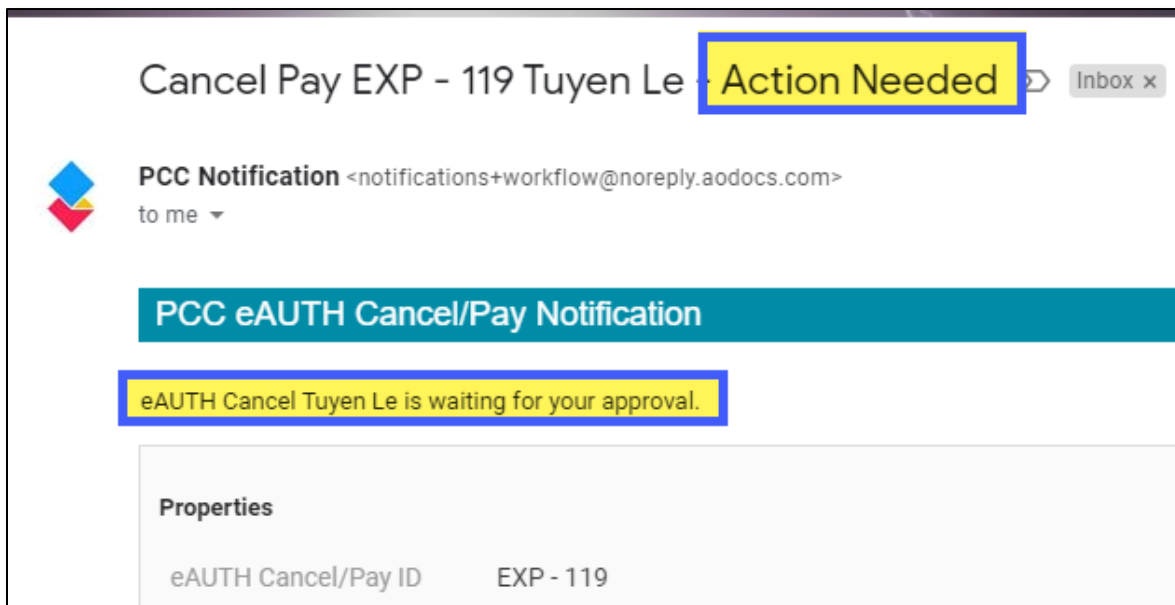 Cancel Pay EXP - 119 Tuyen Le - Action Needed Inbox x
PCC Notification <notifications+workflow@noreply.aodocs.com>
to me
PCC eAUTH Cancel/Pay Notification
eAUTH Cancel Tuyen Le is waiting for your approval.
Properties
eAUTH Cancel/Pay ID EXP - 119